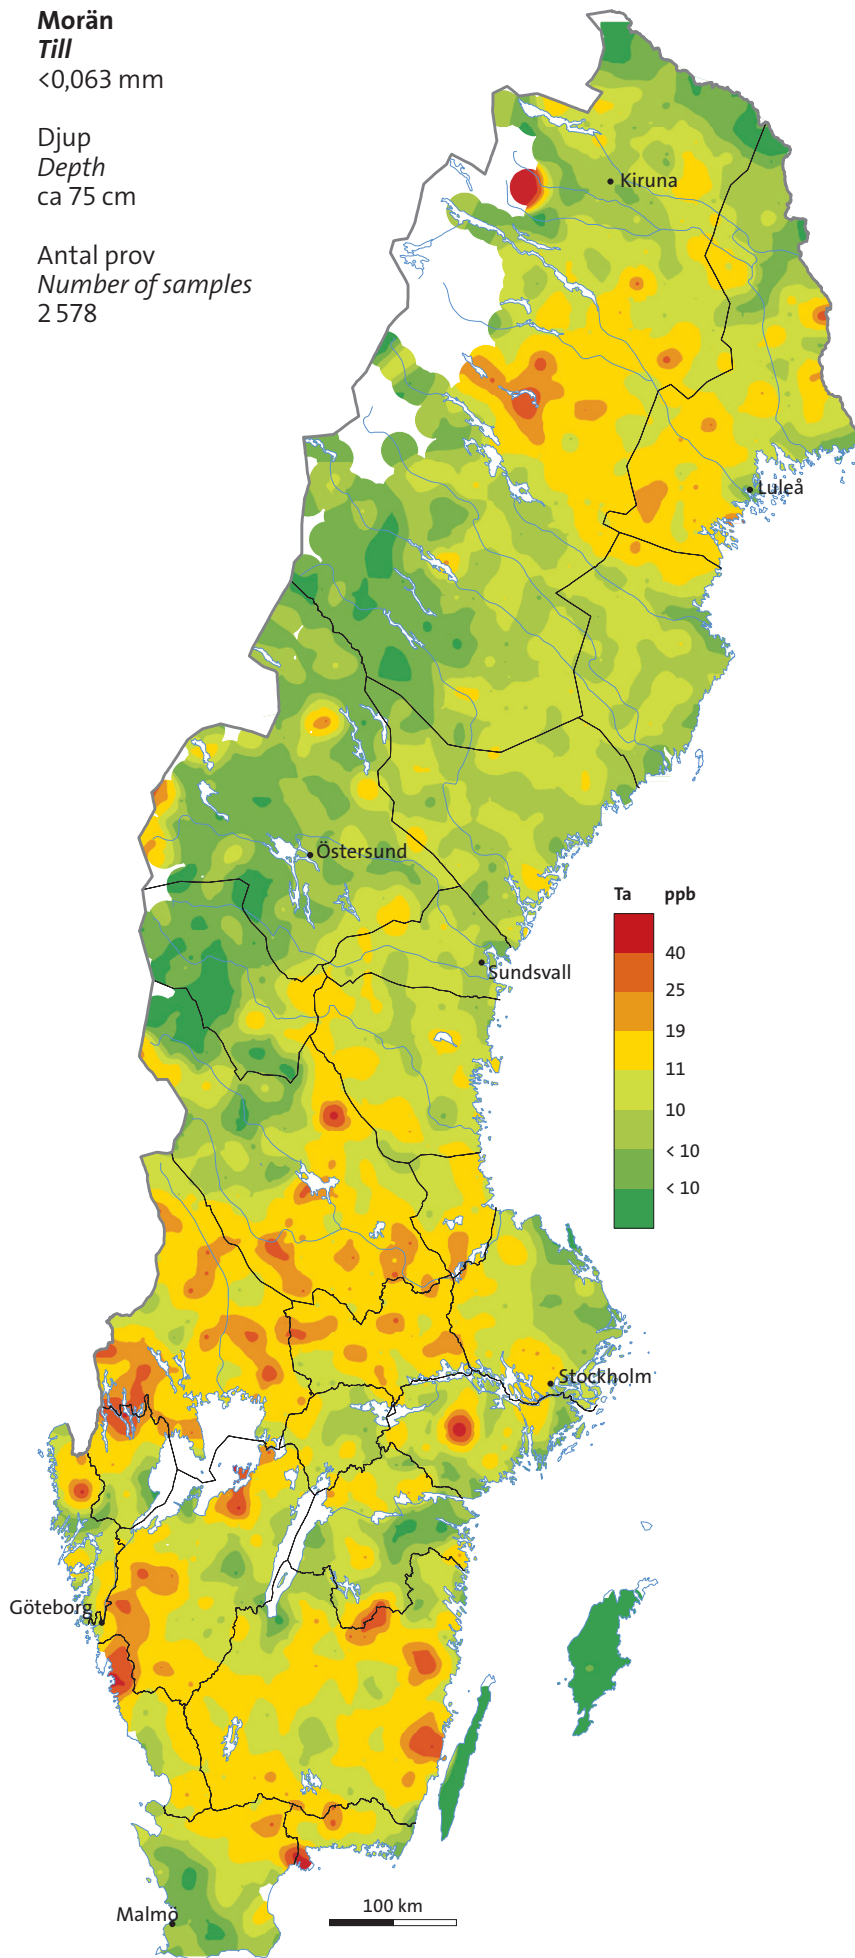 Morän
Till
<0,063 mm
Djup
Depth
ca 75 cm
Antal prov
Number of samples
2 578
Kiruna
Luleå
Östersund
Sundsvall
Ta ppb
40
25
19
11
10
< 10
< 10
Stockholm
Göteborg
100 km
Malmö